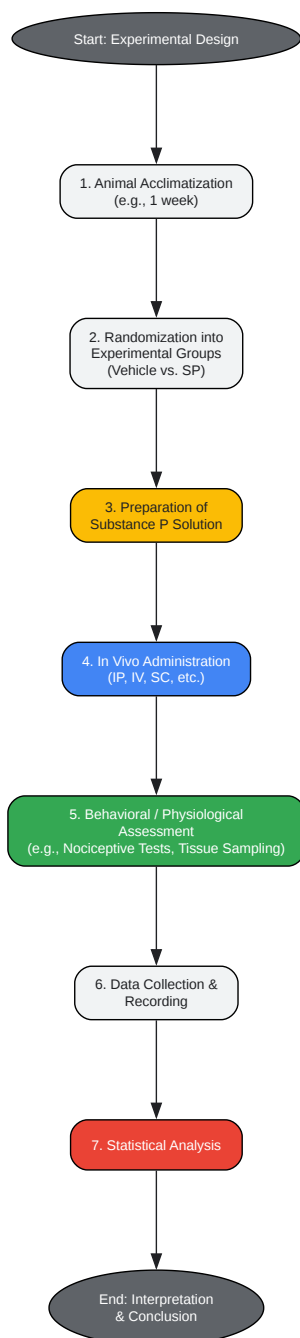 Start: Experimental Design
1. Animal Acclimatization
(e.g., 1 week)
2. Randomization into
Experimental Groups
(Vehicle vs. SP)
3. Preparation of
Substance P Solution
4. In Vivo Administration
(IP, IV, SC, etc.)
5. Behavioral / Physiological
Assessment
(e.g., Nociceptive Tests, Tissue Sampling)
6. Data Collection &
Recording
7. Statistical Analysis
End: Interpretation
& Conclusion